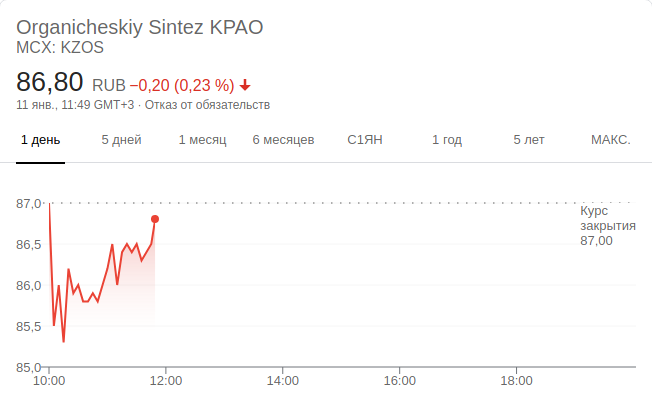 Organicheskiy Sintez KPAO
MCX: KZOS
86,80 RUB −0,20 (0,23 %)
11 янв., 11:49 GMT+3 · Отказ от обязательств
1 день 5 дней 1 месяц 6 месяцев С1ЯН 1 год 5 лет МАКС.
87,0
Курс
закрытия
87,00
86,5
86,0
85,5
85,0
10:00 12:00 14:00 16:00 18:00